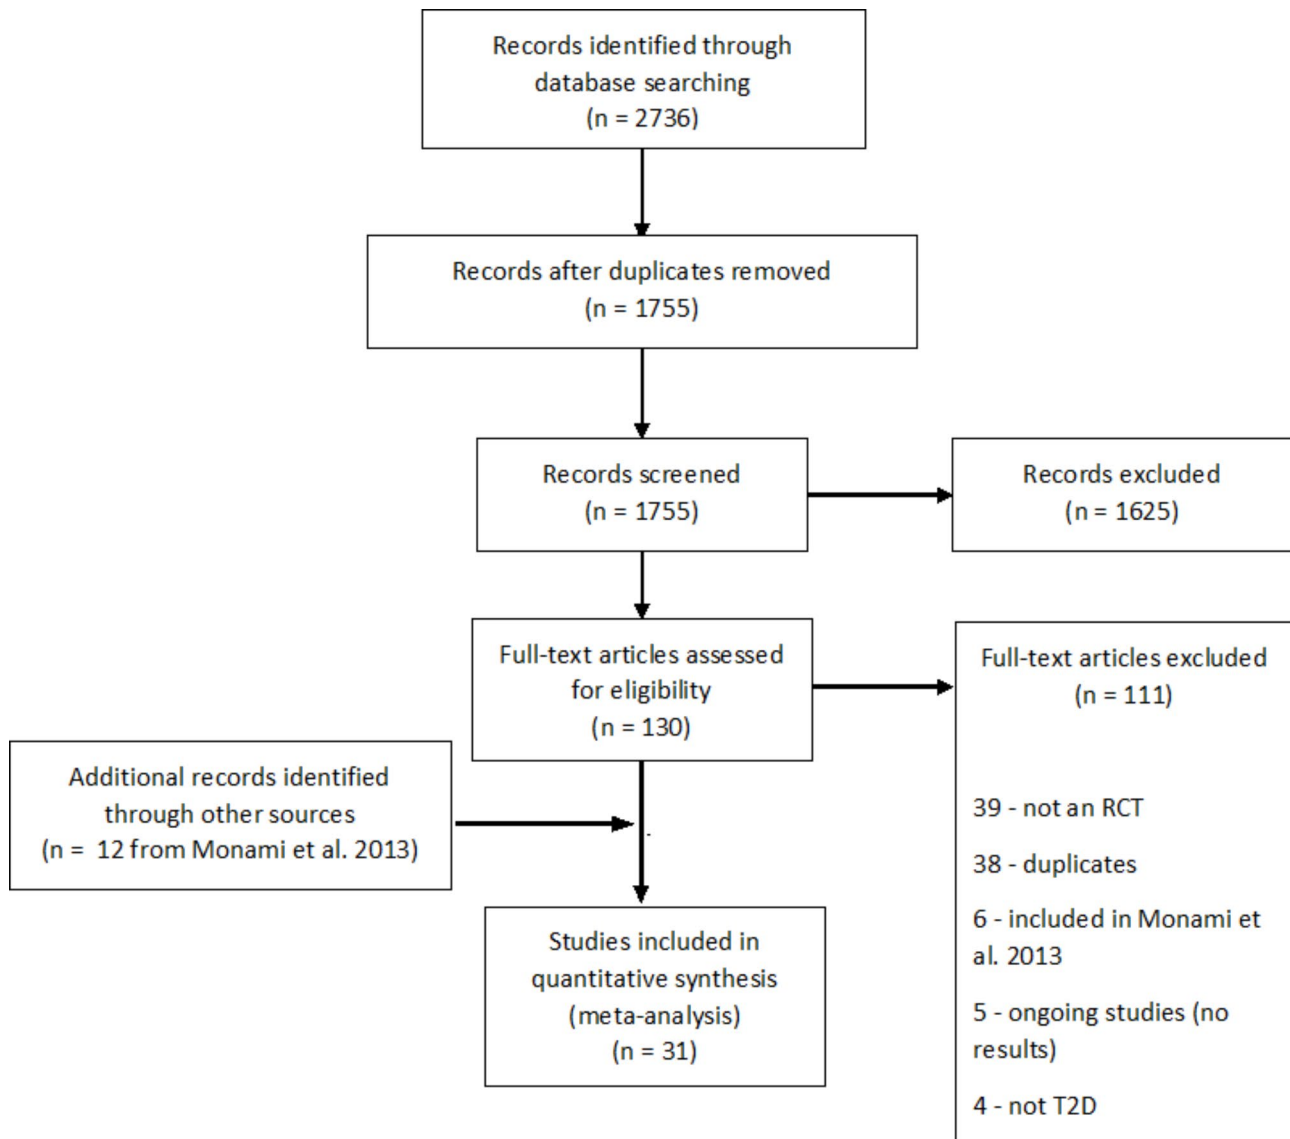 Records identified through
database searching
(n = 2736)
Records after duplicates removed
(n = 1755)
Records screened
(n = 1755)
Records excluded
(n = 1625)
Full-text articles assessed
for eligibility
(n = 130)
Full-text articles excluded
(n = 111)
39 - not an RCT
38 - duplicates
6 - included in Monami et
al. 2013
5 - ongoing studies (no
results)
4 - not T2D
Additional records identified
through other sources
(n =  12 from Monami et al. 2013)
Studies included in
quantitative synthesis
(meta-analysis)
(n = 31)